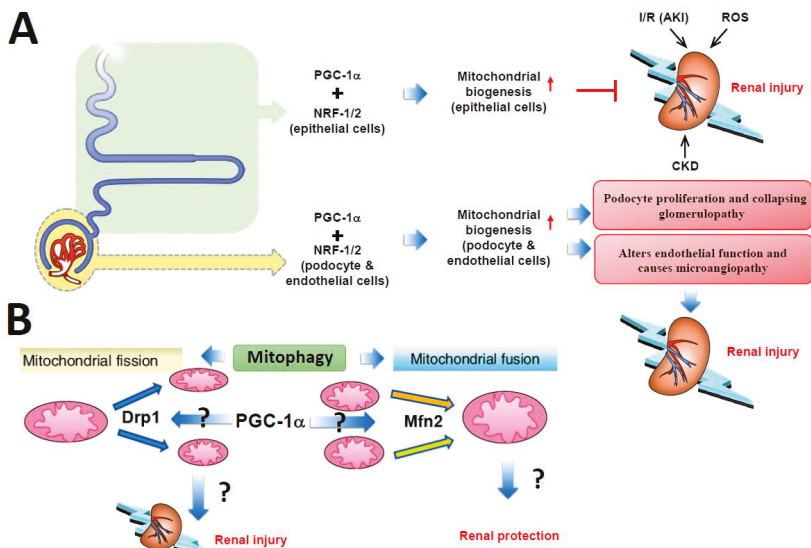 A
I/R (AKI)
ROS
PGC-1α
+
NRF-1/2
(epithelial cells)
Mitochondrial
biogenesis
(epithelial cells)
Renal injury
CKD
PGC-1α
+
NRF-1/2
(podocyte &
endothelial cells)
Mitochondrial
biogenesis
(podocyte &
endothelial cells)
Podocyte proliferation and collapsing
glomerulopathy
Alters endothelial function and
causes microangiopathy
Renal injury
B
Mitochondrial fission
Mitophagy
Mitochondrial fusion
Drp1
?
PGC-1α
?
Mfn2
?
?
Renal injury
Renal protection